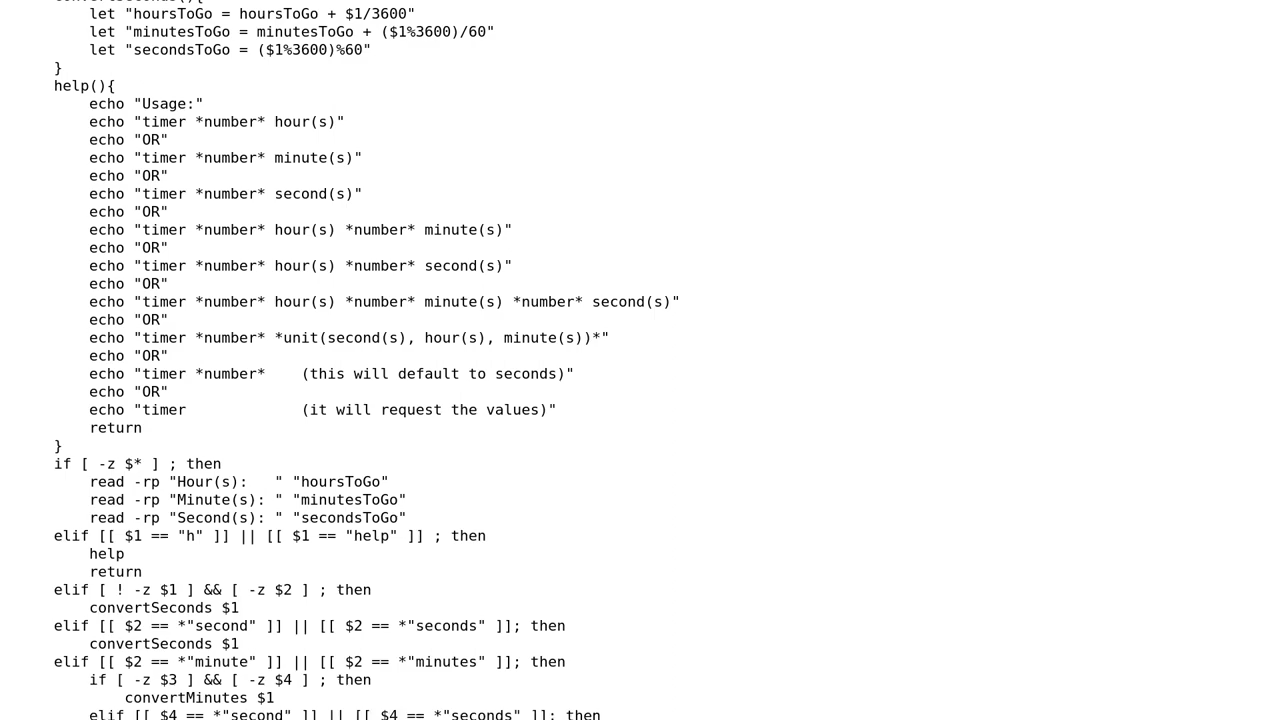 convertSeconds(){
        let "hoursToGo = hoursToGo + $1/3600"
        let "minutesToGo = minutesToGo + ($1%3600)/60"
        let "secondsToGo = ($1%3600)%60"
    }
    help(){
        echo "Usage:"
        echo "timer *number* hour(s)"
        echo "OR"
        echo "timer *number* minute(s)"
        echo "OR"
        echo "timer *number* second(s)"
        echo "OR"
        echo "timer *number* hour(s) *number* minute(s)"
        echo "OR"
        echo "timer *number* hour(s) *number* second(s)"
        echo "OR"
        echo "timer *number* hour(s) *number* minute(s) *number* second(s)"
        echo "OR"
        echo "timer *number* *unit(second(s), hour(s), minute(s))*"
        echo "OR"
        echo "timer *number*    (this will default to seconds)"
        echo "OR"
        echo "timer             (it will request the values)"
        return
    }
    if [ -z $* ] ; then
        read -rp "Hour(s):   " "hoursToGo"
        read -rp "Minute(s): " "minutesToGo"
        read -rp "Second(s): " "secondsToGo"
    elif [[ $1 == "h" ]] || [[ $1 == "help" ]] ; then
        help
        return
    elif [ ! -z $1 ] && [ -z $2 ] ; then
        convertSeconds $1
    elif [[ $2 == *"second" ]] || [[ $2 == *"seconds" ]]; then
        convertSeconds $1
    elif [[ $2 == *"minute" ]] || [[ $2 == *"minutes" ]]; then
        if [ -z $3 ] && [ -z $4 ] ; then
            convertMinutes $1
        elif [[ $4 == *"second" ]] || [[ $4 == *"seconds" ]]; then